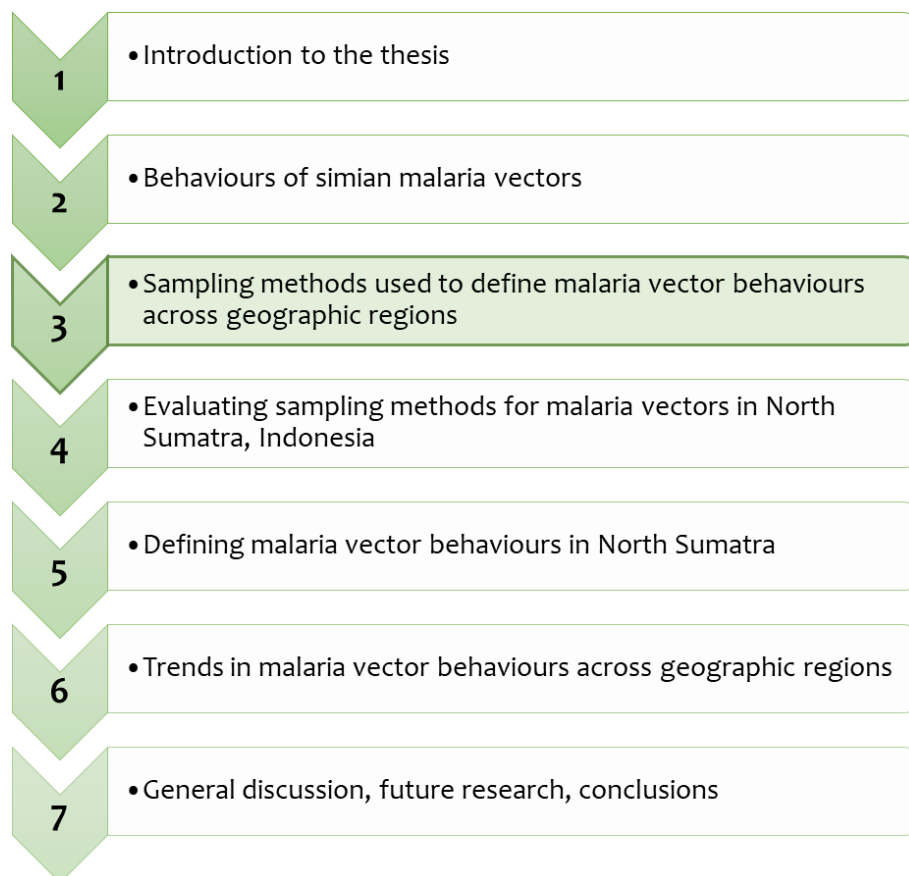 1
•Introduction to the thesis
2
•Behaviours of simian malaria vectors
3
•Sampling methods used to define malaria vector behaviours
across geographic regions
4
•Evaluating sampling methods for malaria vectors in North
Sumatra, Indonesia
5
•Defining malaria vector behaviours in North Sumatra
6
•Trends in malaria vector behaviours across geographic regions
7
•General discussion, future research, conclusions